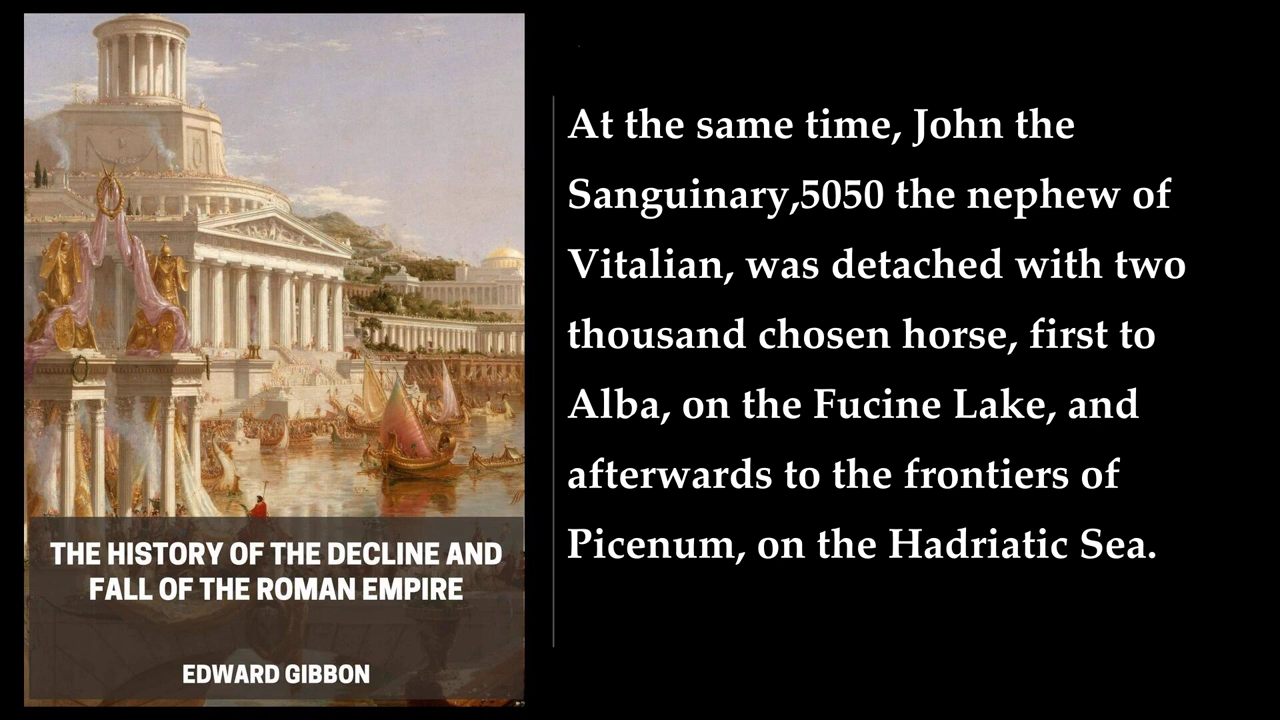 THE HISTORY OF THE DECLINE AND
FALL OF THE ROMAN EMPIRE
EDWARD GIBBON
At the same time, John the
Sanguinary,5050 the nephew of
Vitalian, was detached with two
thousand chosen horse, first to
Alba, on the Fucine Lake, and
afterwards to the frontiers of
Picenum, on the Hadriatic Sea.